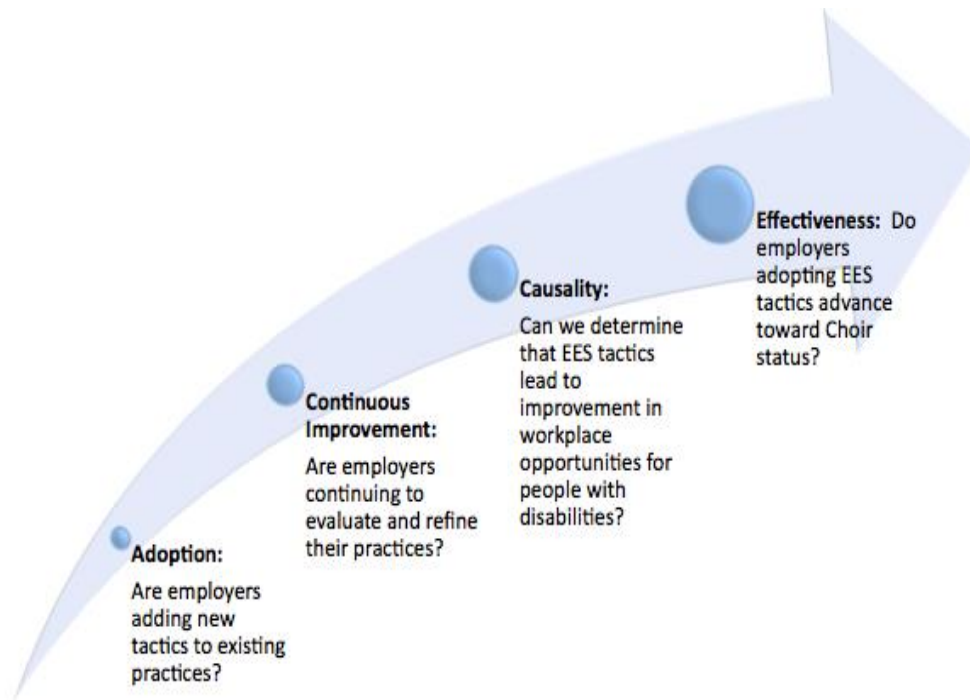 Adoption:
Are employers
adding new
tactics to existing
practices?
Continuous
Improvement:
Are employers
continuing to
evaluate and refine
their practices?
Causality:
Can we determine
that EES tactics
lead to
improvement in
workplace
opportunities for
people with
disabilities?
Effectiveness: Do
employers
adopting EES
tactics advance
toward Choir
status?